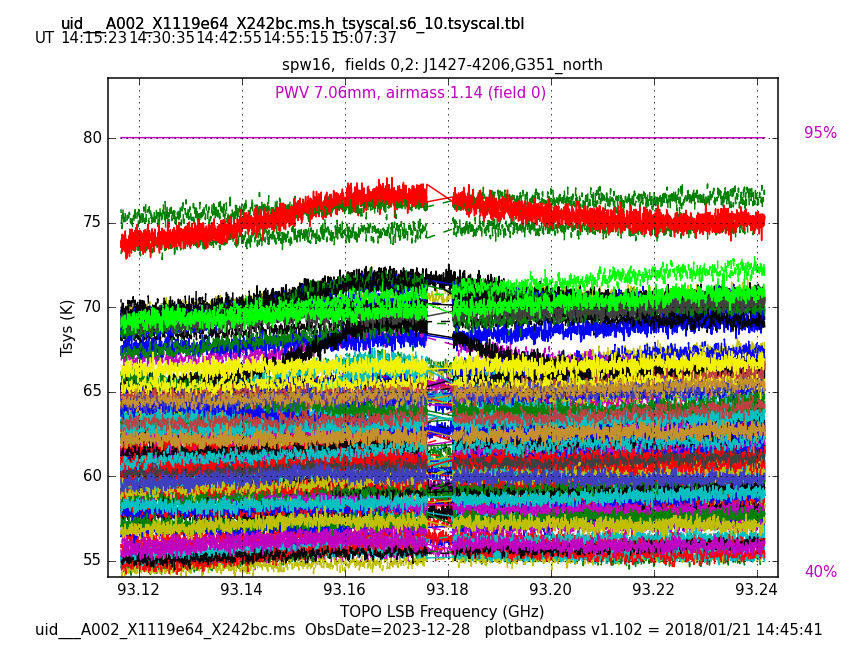 uid___A002_X1119e64_X242bc.ms.h_tsyscal.s6_10.tsyscal.tbl
UT 14:15:23 14:30:35 14:42:55 14:55:15 15:07:37
spw16,  fields 0,2: J1427-4206,G351_north
PWV 7.06mm, airmass 1.14 (field 0)
95%
80
75
70
65
60
55
Tsys (K)
40%
93.12 93.14 93.16 93.18 93.20 93.22 93.24
TOPO LSB Frequency (GHz)
uid___A002_X1119e64_X242bc.ms  ObsDate=2023-12-28   plotbandpass v1.102 = 2018/01/21 14:45:41